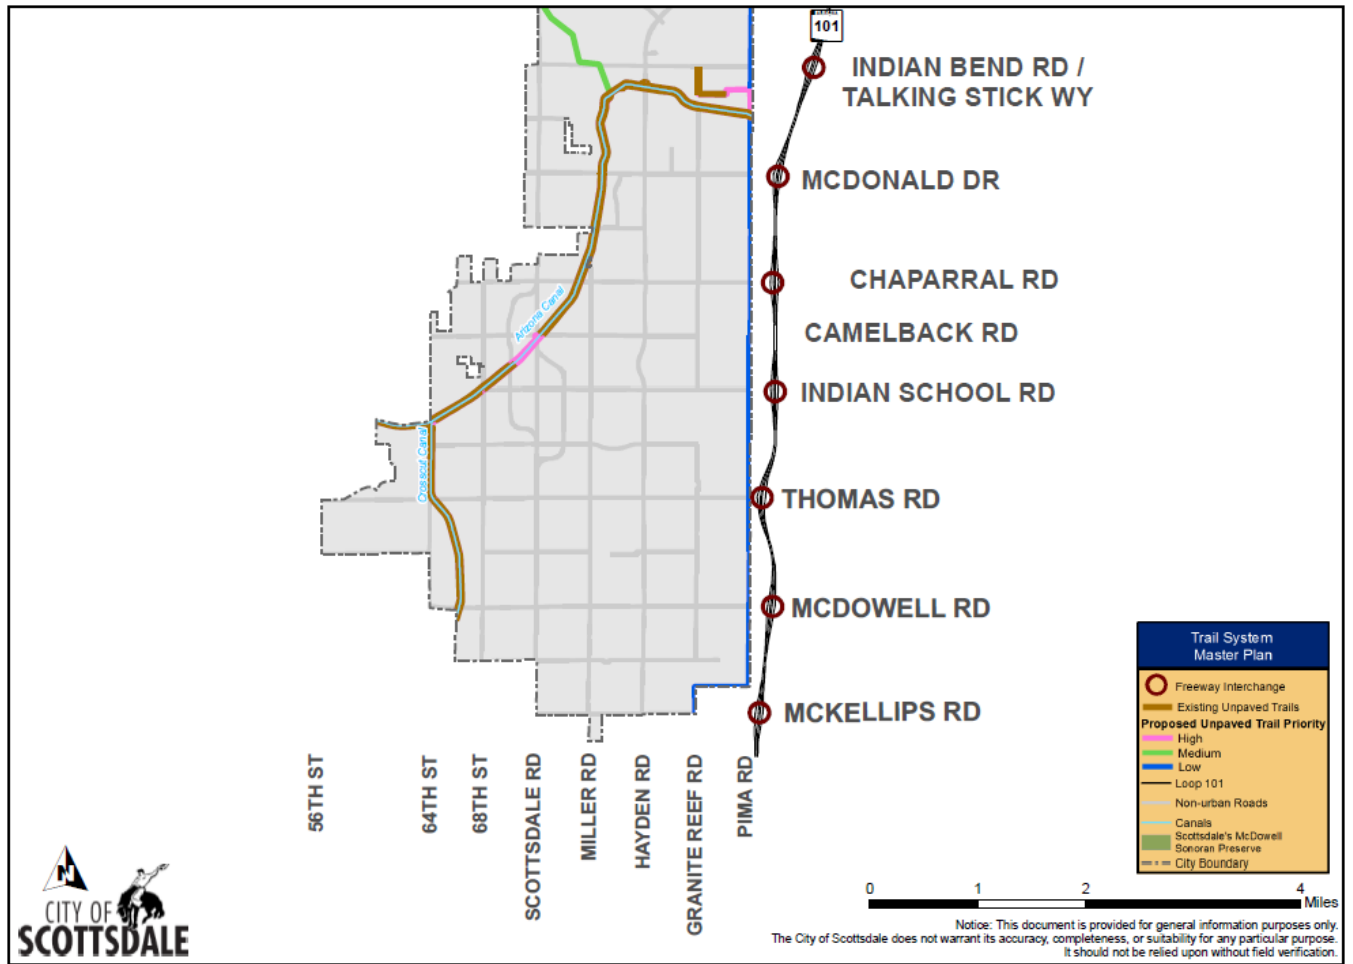 101
INDIAN BEND RD /
TALKING STICK WY
MCDONALD DR
CHAPARRAL RD
Arizona Canal
CAMELBACK RD
INDIAN SCHOOL RD
Crosscut Canal
THOMAS RD
MCDOWELL RD
MCKELLIPS RD
56TH ST
64TH ST
68TH ST
SCOTTSDALE RD
MILLER RD
HAYDEN RD
GRANITE REEF RD
PIMA RD
Trail System
Master Plan
Freeway Interchange
Existing Unpaved Trails
Proposed Unpaved Trail Priority
High
Medium
Low
Loop 101
Non-urban Roads
Canals
Scottsdale's McDowell
Sonoran Preserve
City Boundary
N
CITY OF
SCOTTSDALE
0 1 2 4
Miles
Notice: This document is provided for general information purposes only.
The City of Scottsdale does not warrant its accuracy, completeness, or suitability for any particular purpose.
It should not be relied upon without field verification.